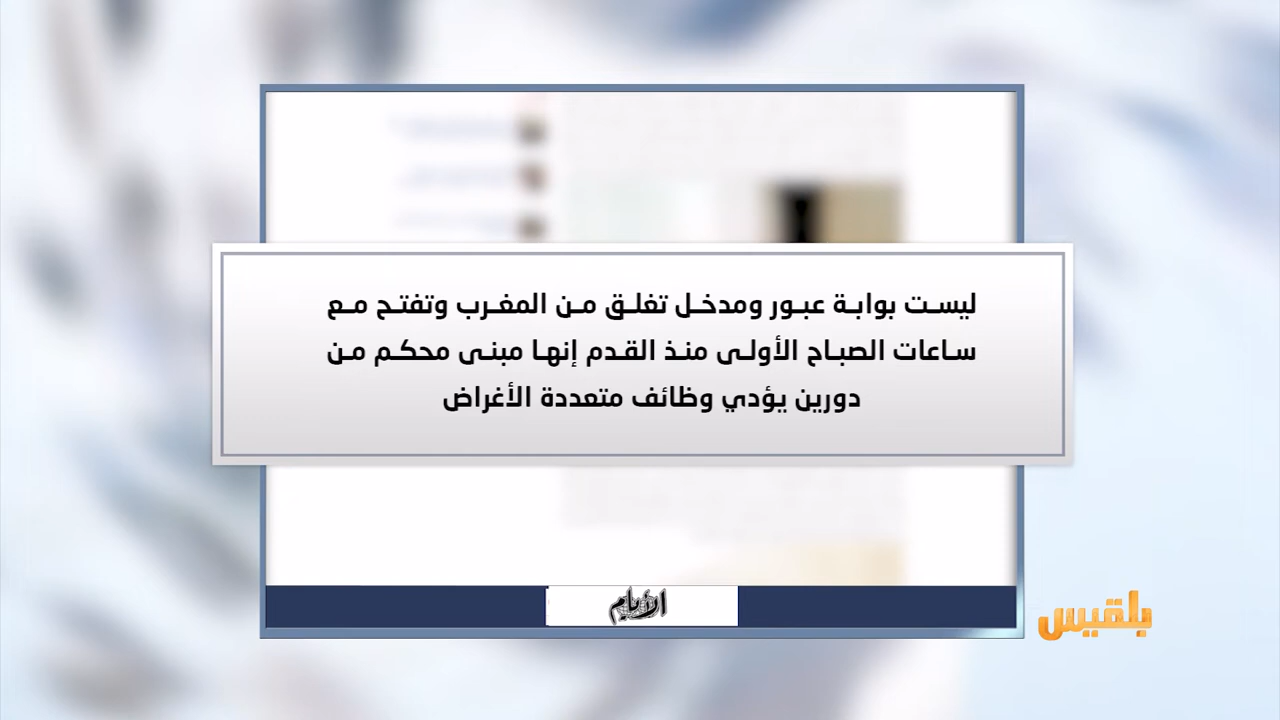 ليست بوابة عبور ومدخل تغلق من المغرب وتفتح مع
ساعات الصباح الأولى منذ القدم إنها مبنى محكم من
دورين يؤدي وظائف متعددة الأغراض
الأيام
بلقيس